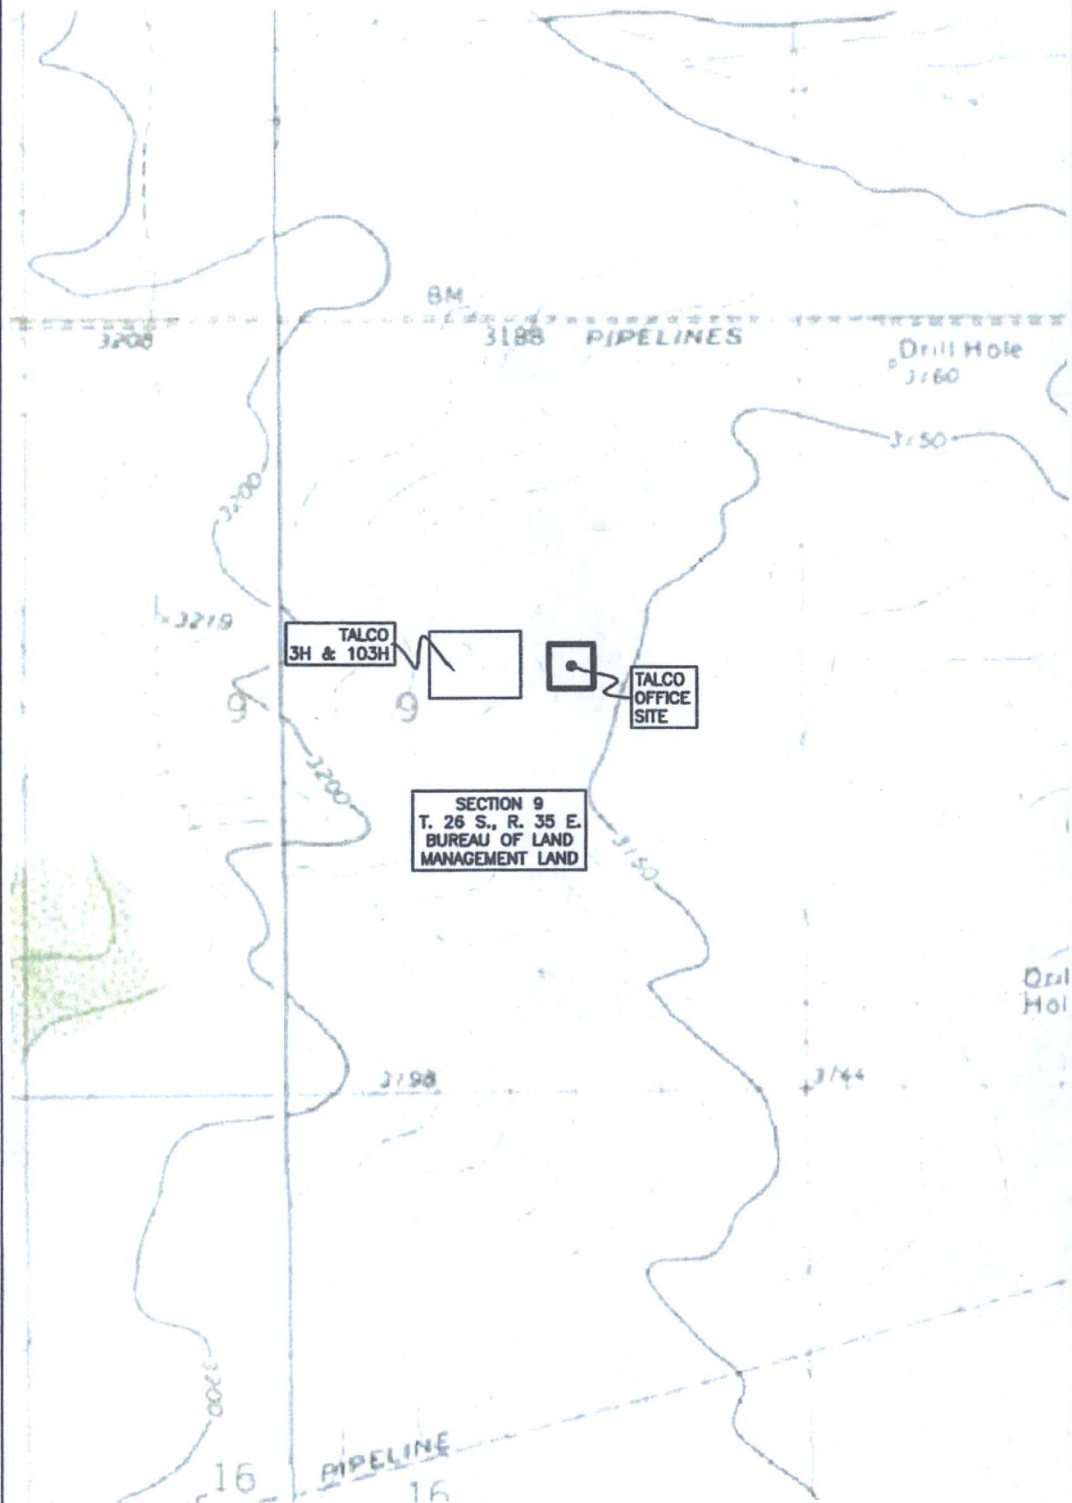 BM
3208
3188 PIPELINES
Drill Hole
3160
3150
3200
3219
TALCO
3H & 103H
TALCO
OFFICE
SITE
9
9
3200
SECTION 9
T. 26 S., R. 35 E.
BUREAU OF LAND
MANAGEMENT LAND
3150
Hol
3198
3144
3200
PIPELINE
16
16